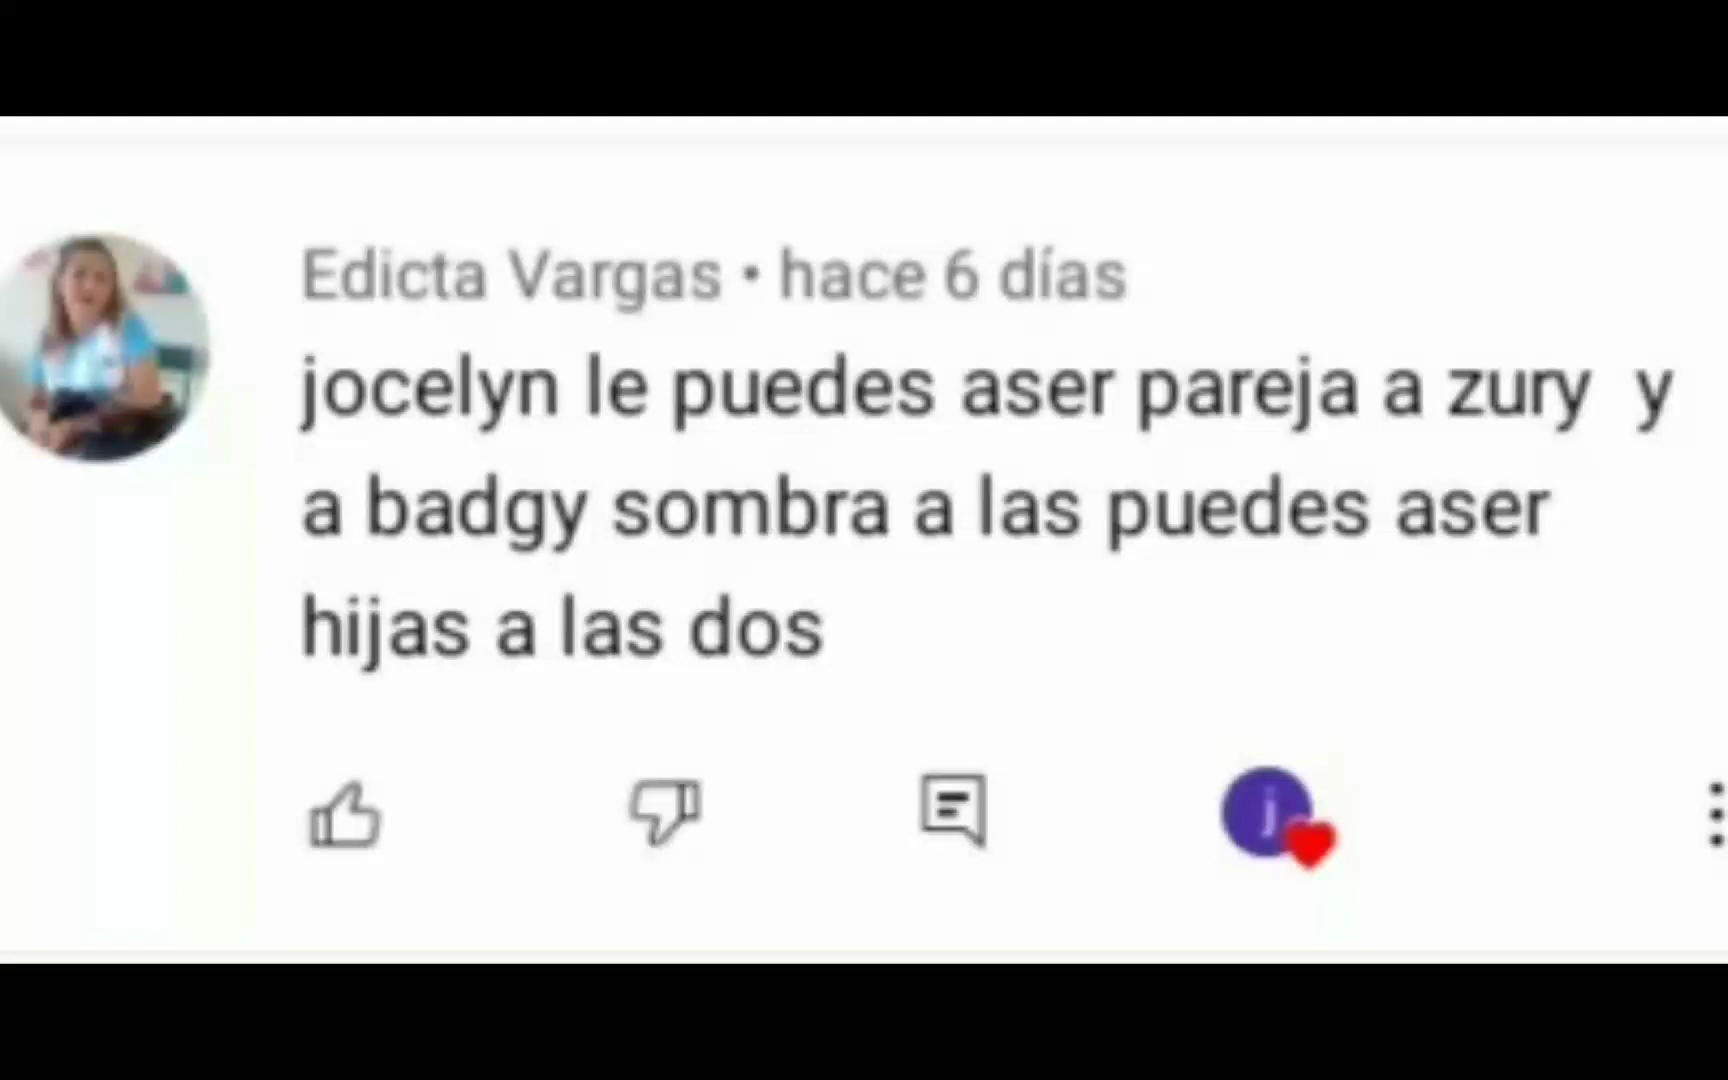 Edicta Vargas • hace 6 días
jocelyn le puedes aser pareja a zury y
a badgy sombra a las puedes aser
hijas a las dos
j